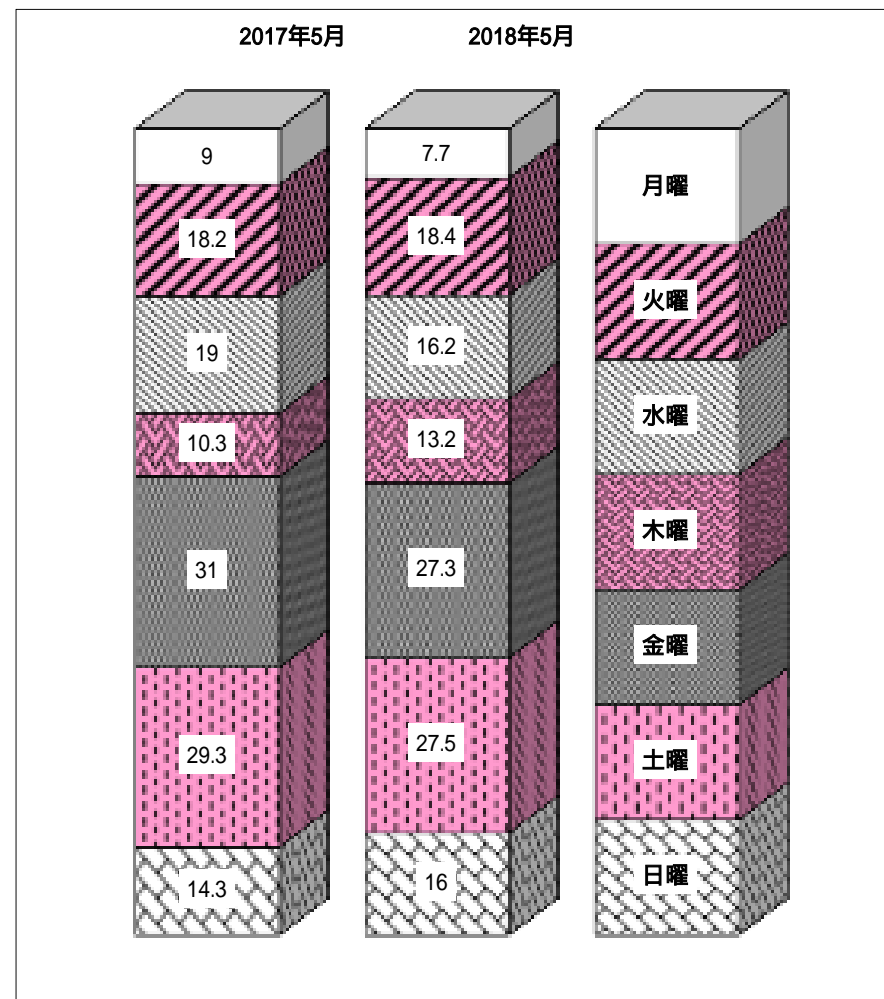 2017年5月 2018年5月
9 7.7 月曜
18.2 18.4 火曜
19 16.2 水曜
10.3 13.2 木曜
31 27.3 金曜
29.3 27.5 土曜
14.3 16 日曜